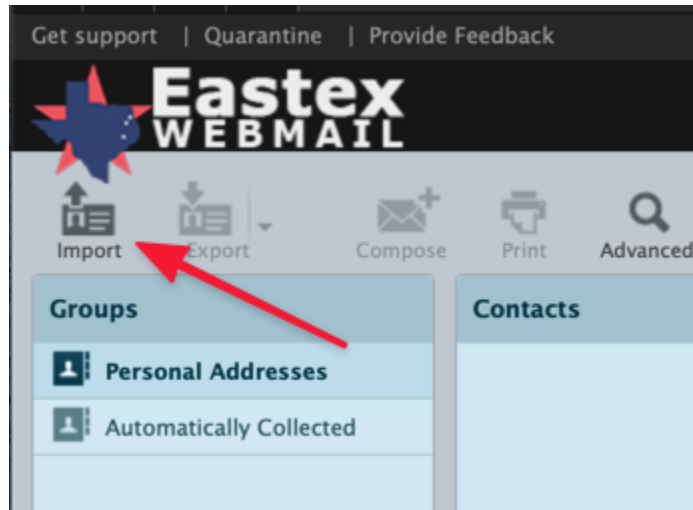 Get support | Quarantine | Provide Feedback
Eastex
WEBMAIL
Import Export Compose Print Advanced
Groups Contacts
Personal Addresses
Automatically Collected